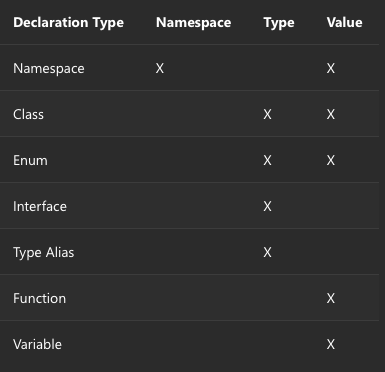 Declaration Type Namespace Type Value
Namespace X X
Class X X
Enum X X
Interface X
Type Alias X
Function X
Variable X